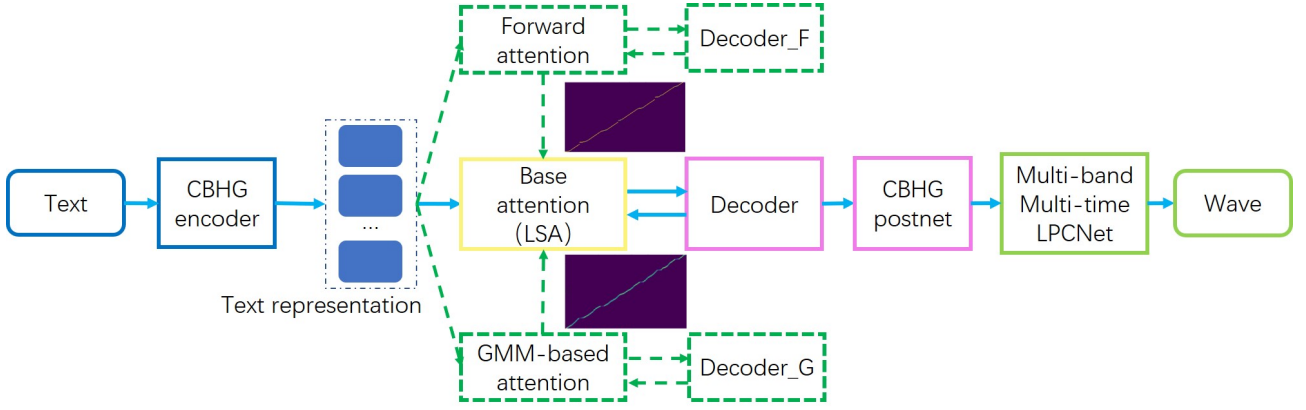 Forward
attention
Decoder_F
Text
CBHG
encoder
...
Text representation
Base
attention
(LSA)
Decoder
CBHG
postnet
Multi-band
Multi-time
LPCNet
Wave
GMM-based
attention
Decoder_G